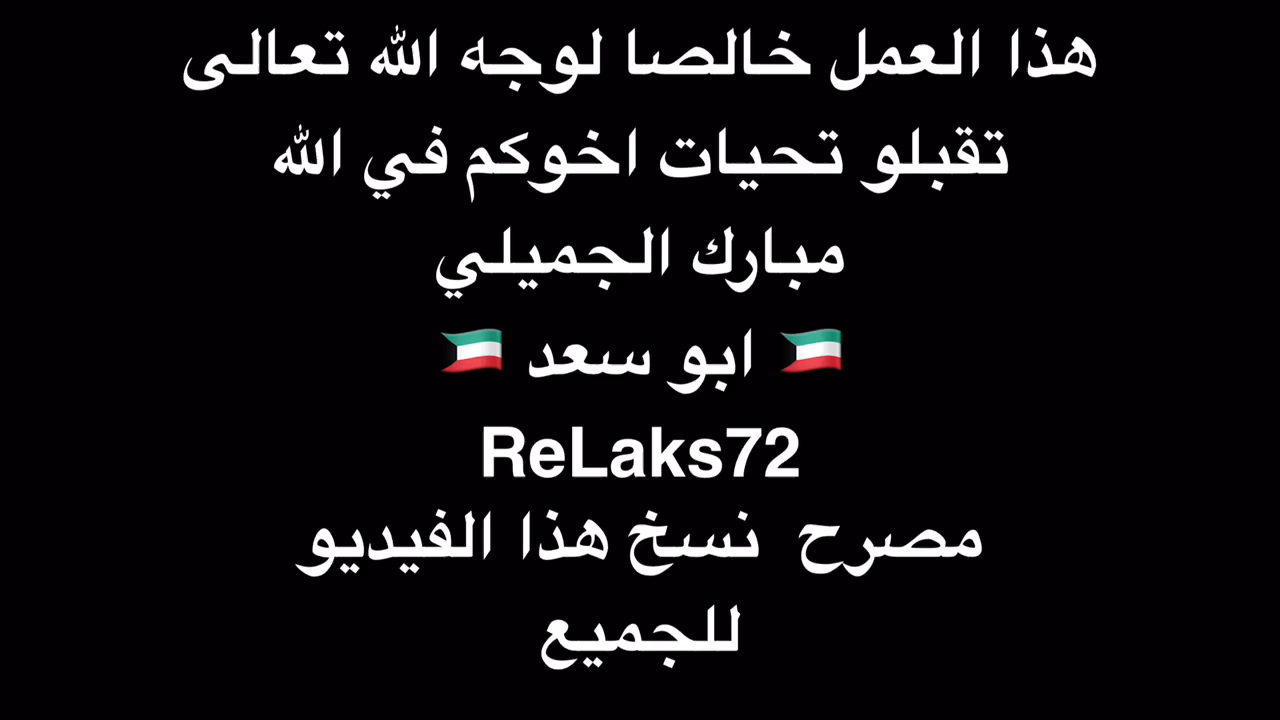 هذا العمل خالصا لوجه الله تعالى
تقبلو تحيات اخوكم في الله
مبارك الجميلي
🇰🇼 ابو سعد 🇰🇼
ReLaks72
مصرح نسخ هذا الفيديو
للجميع